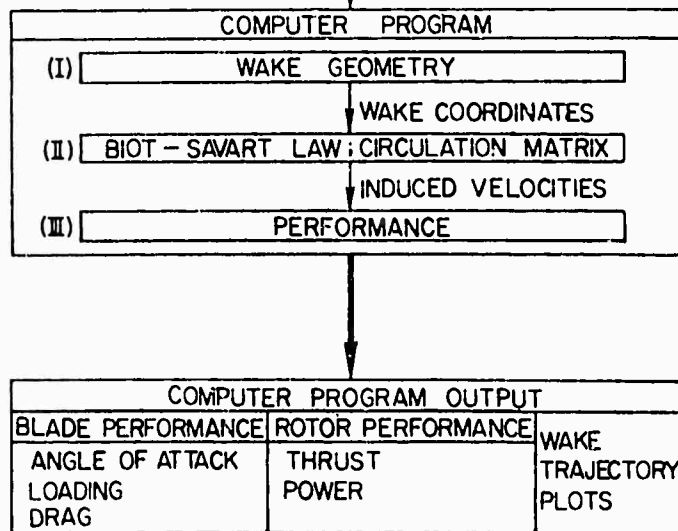 COMPUTER PROGRAM
(I) WAKE GEOMETRY
WAKE COORDINATES
(II) BIOT - SAVART LAW; CIRCULATION MATRIX
INDUCED VELOCITIES
(III) PERFORMANCE
COMPUTER PROGRAM OUTPUT
BLADE PERFORMANCE
ANGLE OF ATTACK
LOADING
DRAG
ROTOR PERFORMANCE
THRUST
POWER
WAKE
TRAJECTORY
PLOTS